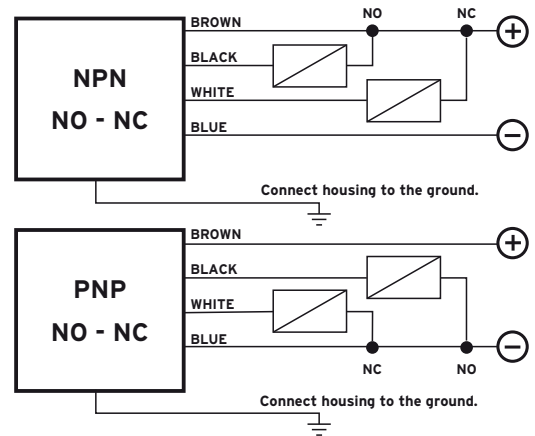 NO NC
BROWN
+
BLACK
NPN
NO - NC
WHITE
BLUE
−
Connect housing to the ground.
BROWN
+
BLACK
PNP
NO - NC
WHITE
BLUE
−
NC NO
Connect housing to the ground.